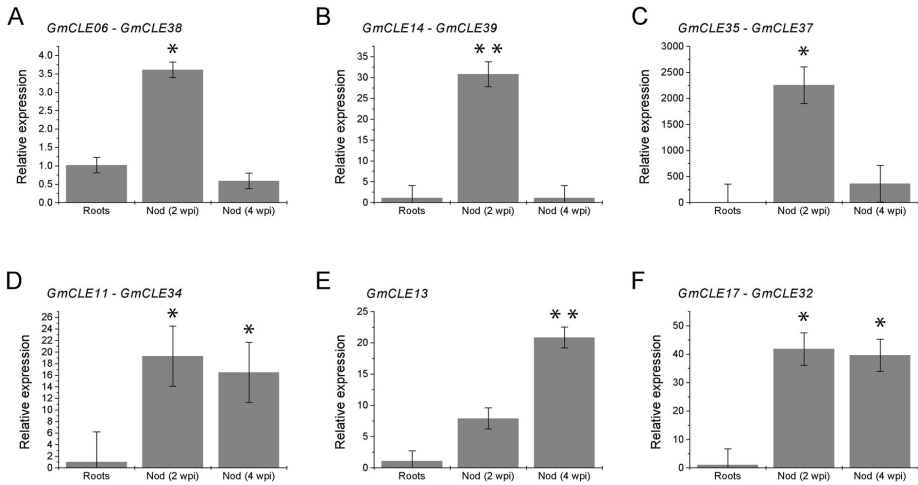 A
GmCLE06 - GmCLE38
Relative expression
4.0
3.5
3.0
2.5
2.0
1.5
1.0
0.5
0.0
*
Roots
Nod (2 wpi)
Nod (4 wpi)
B
GmCLE14 - GmCLE39
Relative expression
35
30
25
20
15
10
5
0
* *
Roots
Nod (2 wpi)
Nod (4 wpi)
C
GmCLE35 - GmCLE37
Relative expression
3000
2500
2000
1500
1000
500
0
*
Roots
Nod (2 wpi)
Nod (4 wpi)
D
GmCLE11 - GmCLE34
Relative expression
26
24
22
20
18
16
14
12
10
8
6
4
2
0
*
*
Roots
Nod (2 wpi)
Nod (4 wpi)
E
GmCLE13
Relative expression
25
20
15
10
5
0
* *
Roots
Nod (2 wpi)
Nod (4 wpi)
F
GmCLE17 - GmCLE32
Relative expression
50
40
30
20
10
0
*
*
Roots
Nod (2 wpi)
Nod (4 wpi)